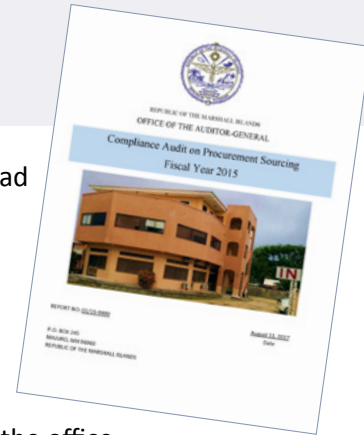 REPUBLIC OF THE MARSHALL ISLANDS
OFFICE OF THE AUDITOR-GENERAL
Compliance Audit on Procurement Sourcing
Fiscal Year 2015
ad
IN
REPORT NO:
August 11, 2017
Date
P.O. BOX 245
MAJURO, MH 96960
REPUBLIC OF THE MARSHALL ISLANDS
the office